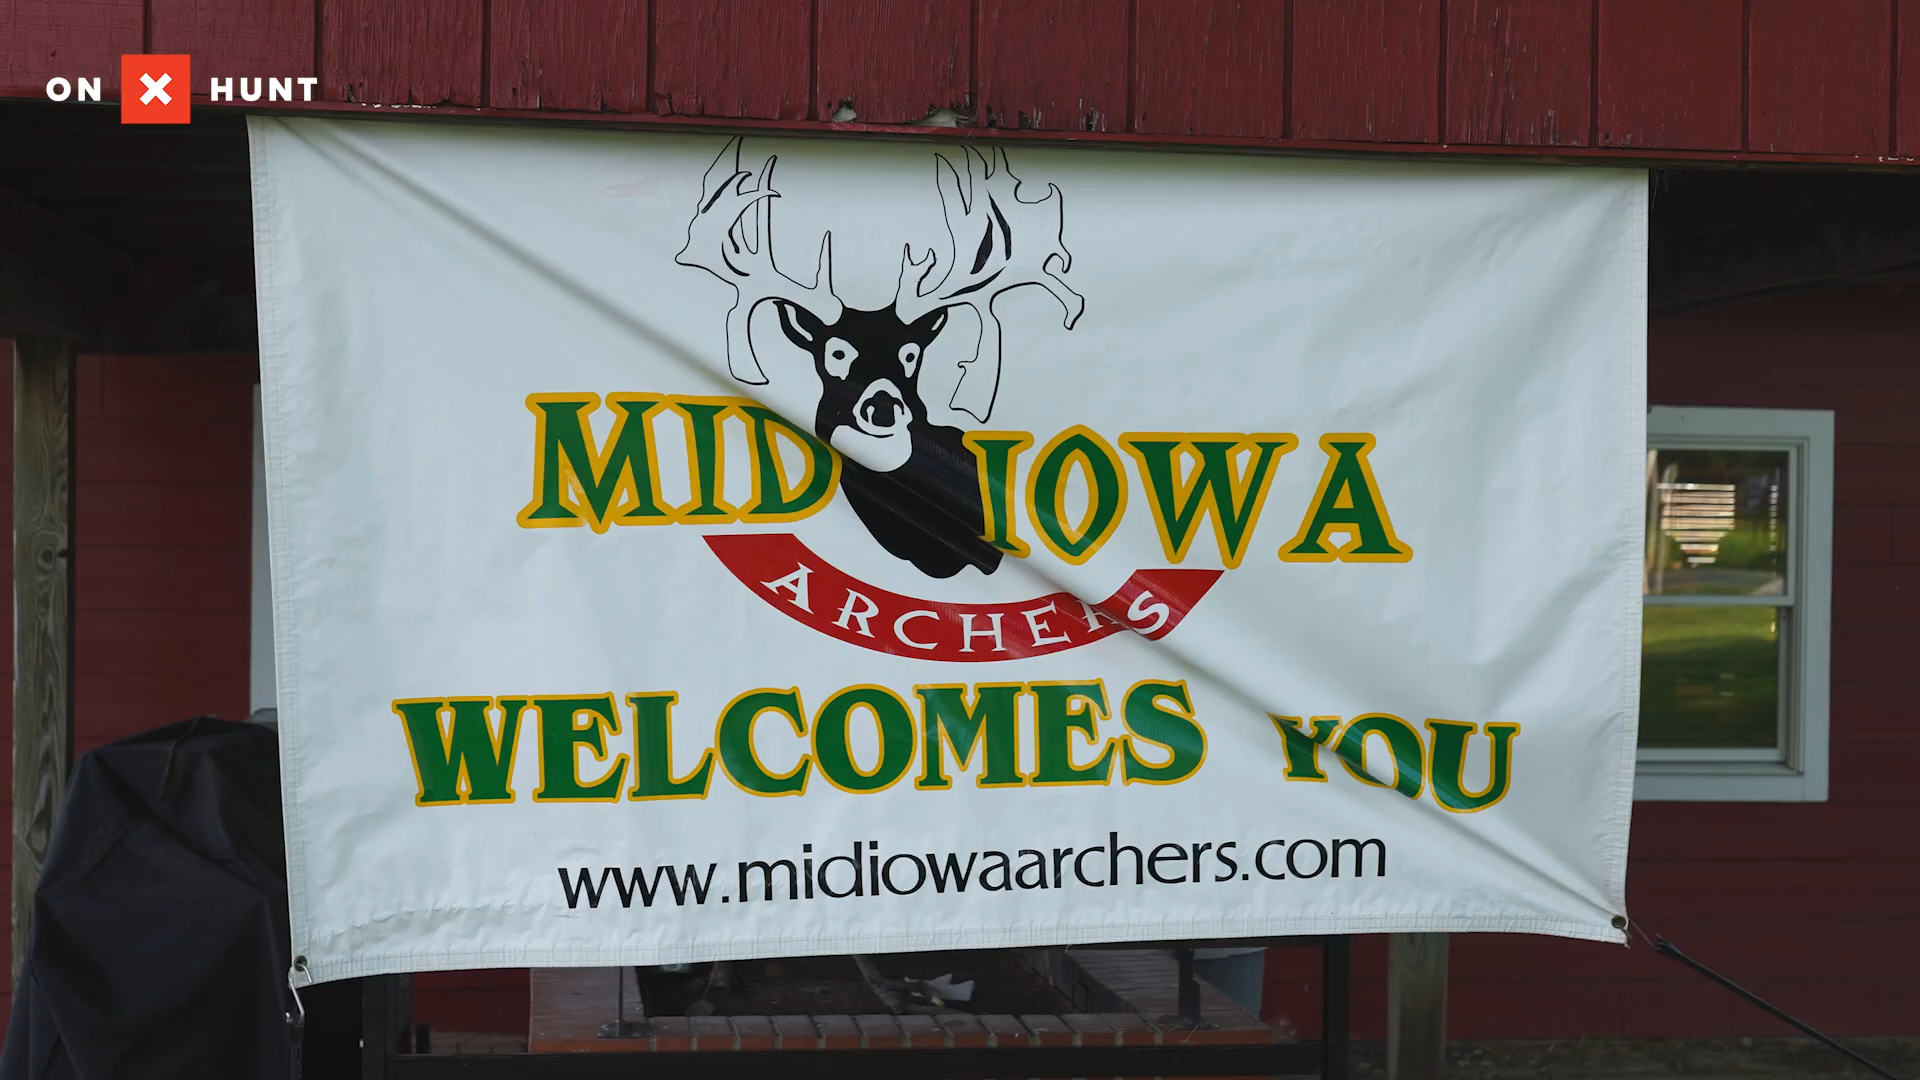 ON X HUNT
MID IOWA
ARCHERS
WELCOMES YOU
www.midiowaarchers.com